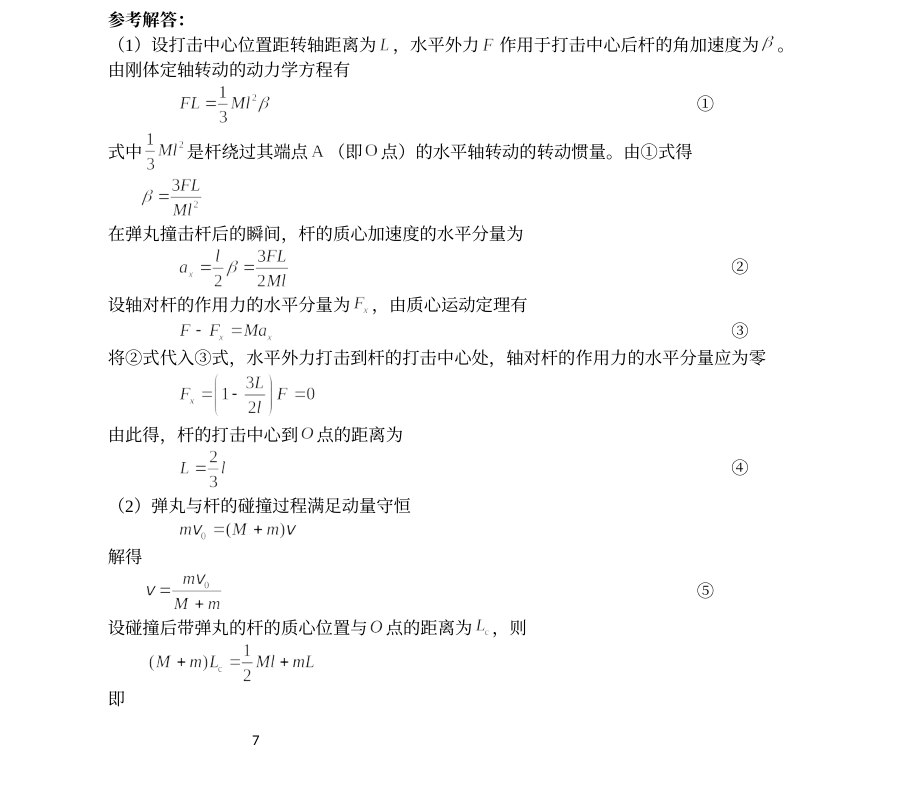 参考解答：
（1）设打击中心位置距转轴距离为 L ，水平外力 F 作用于打击中心后杆的角加速度为 β 。
由刚体定轴转动的动力学方程有
FL = 1/3 Ml² β ①
式中 1/3 Ml² 是杆绕过其端点 A （即 O 点）的水平轴转动的转动惯量。由①式得
β = 3FL/Ml²
在弹丸撞击杆后的瞬间，杆的质心加速度的水平分量为
aₓ = l/2 β = 3FL/2Ml ②
设轴对杆的作用力的水平分量为 Fₓ ，由质心运动定理有
F - Fₓ = Maₓ ③
将②式代入③式，水平外力打击到杆的打击中心处，轴对杆的作用力的水平分量应为零
Fₓ = (1 - 3L/2l) F = 0
由此得，杆的打击中心到 O 点的距离为
L = 2/3 l ④
（2）弹丸与杆的碰撞过程满足动量守恒
mv₀ = (M + m)v
解得
v = mv₀/M + m ⑤
设碰撞后带弹丸的杆的质心位置与 O 点的距离为 L_c ，则
(M + m)L_c = 1/2 Ml + mL
即
7